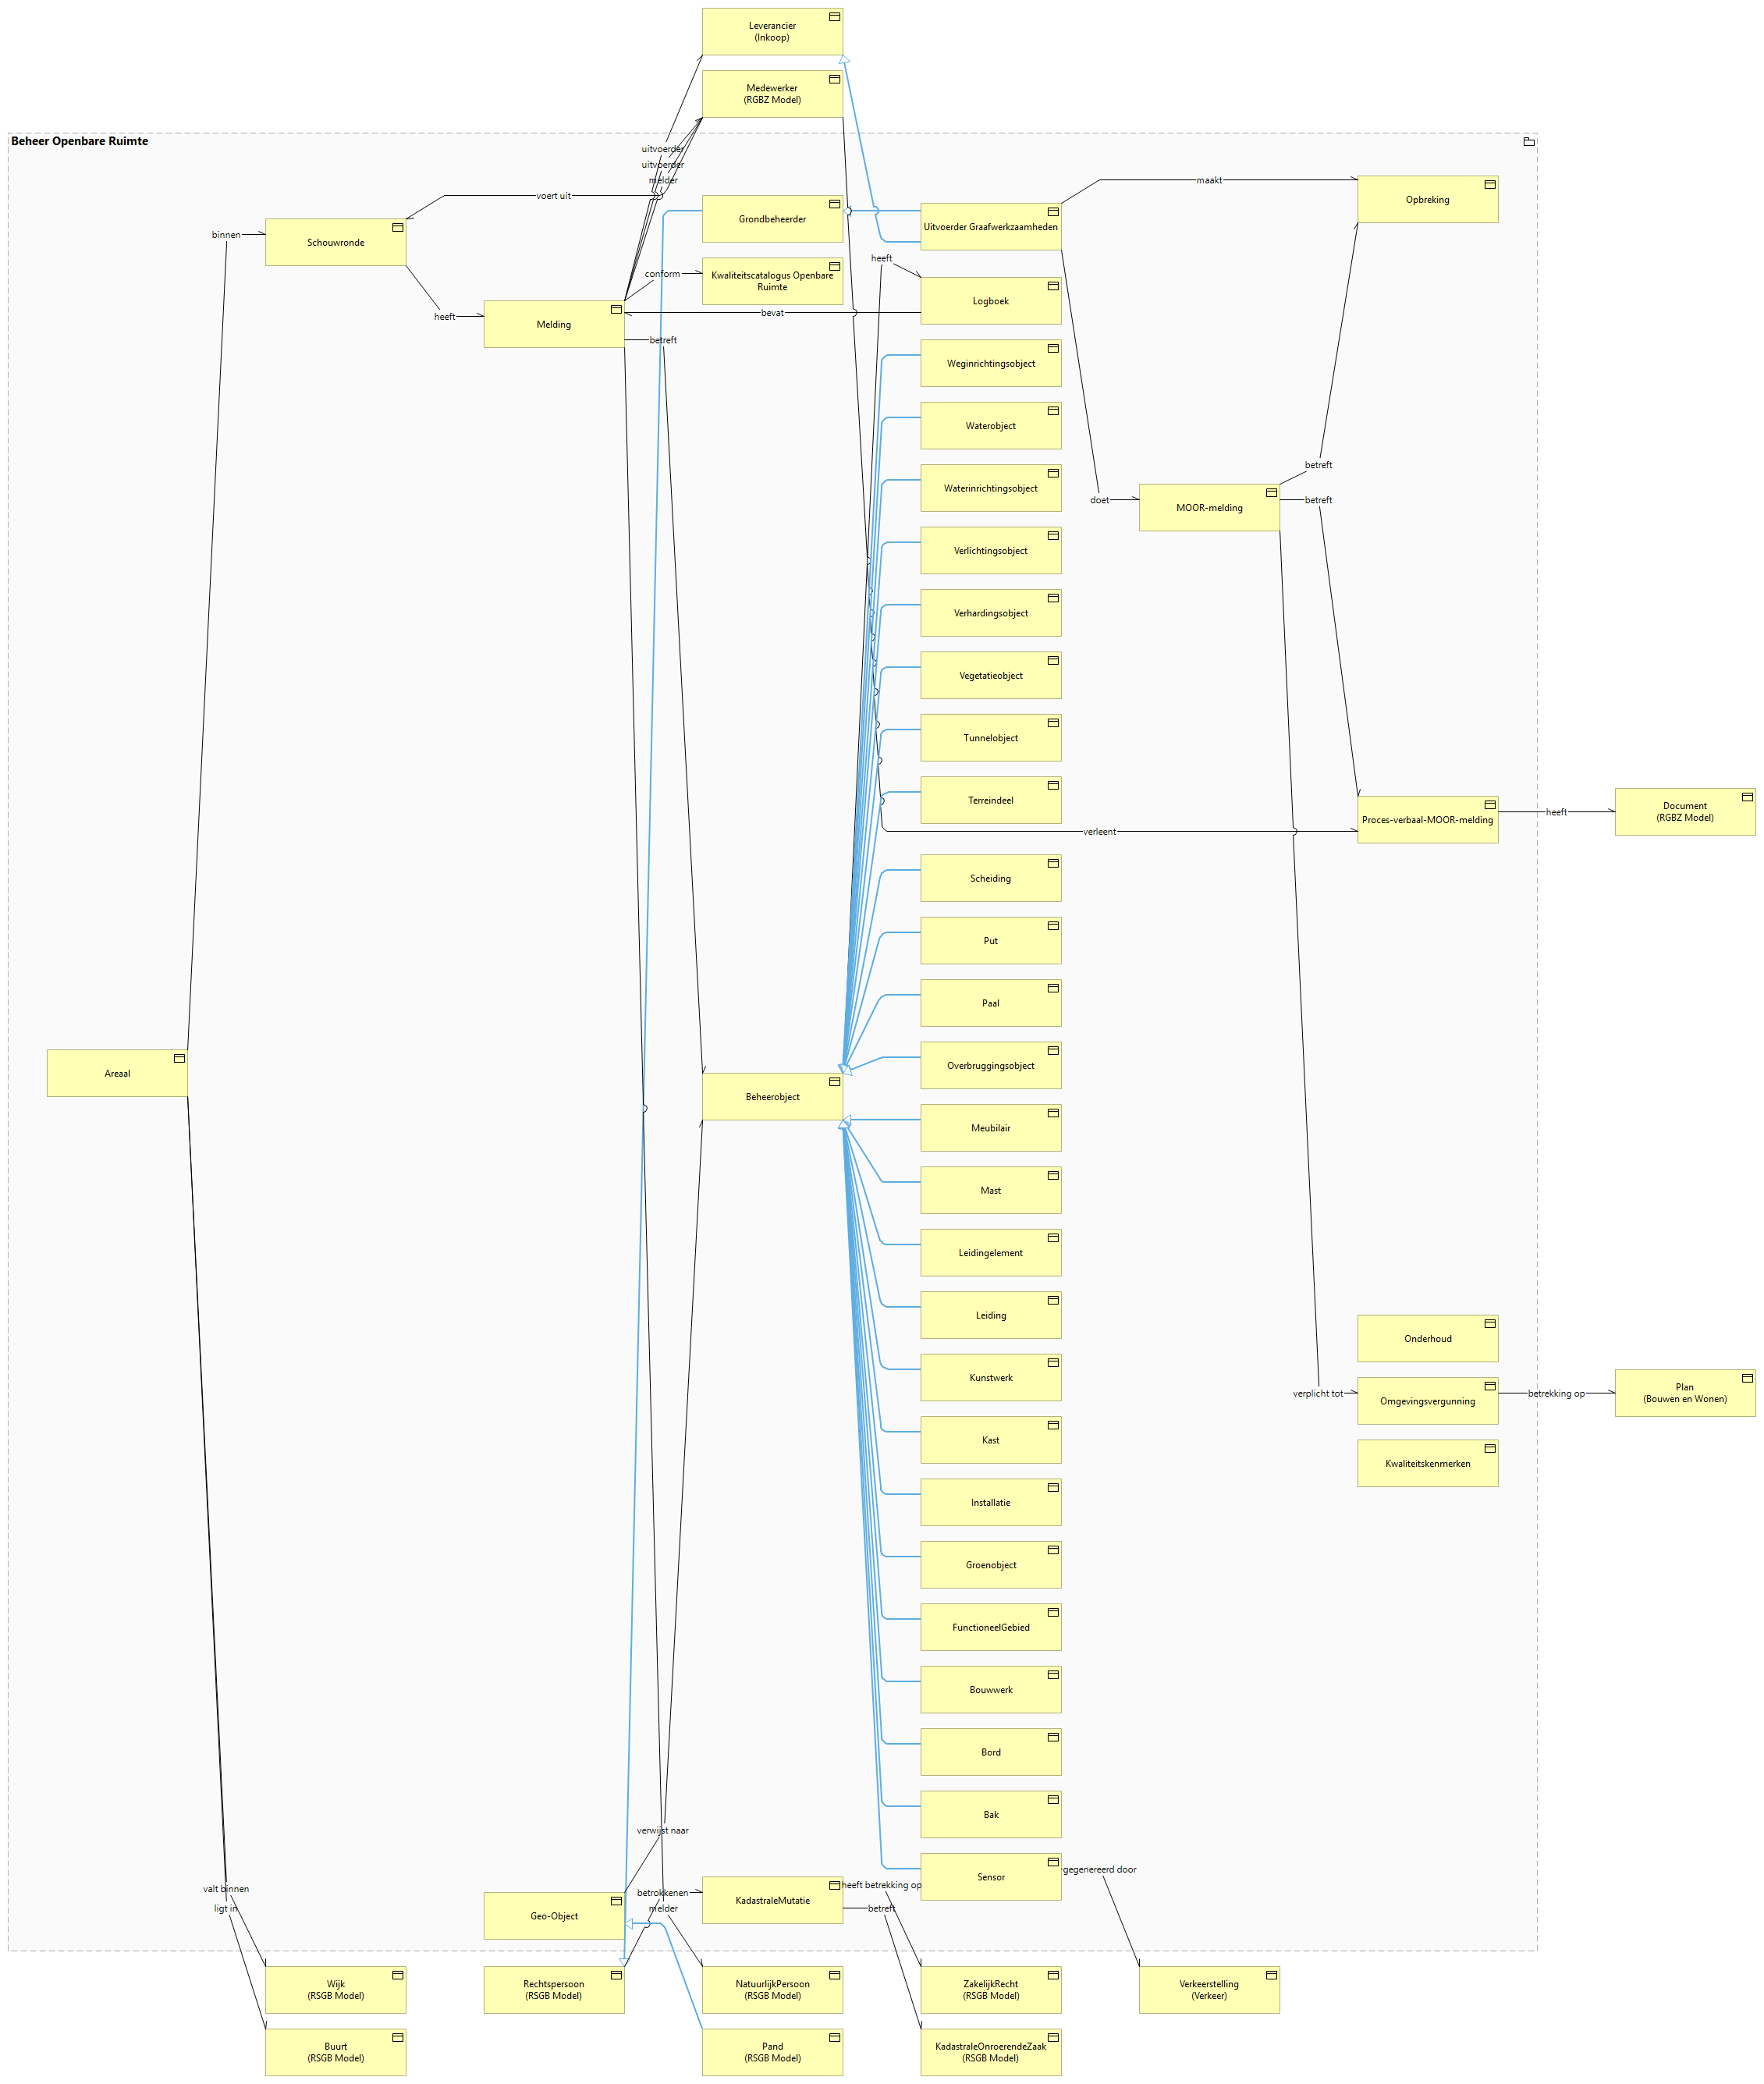 Leverancier
(Inkoop)
Medewerker
(RGBZ Model)
Beheer Openbare Ruimte
uitvoerder
uitvoerder
melder
voert uit
maakt
Opbreking
Grondbeheerder
Uitvoerder Graafwerkzaamheden
binnen
Schouwronde
heeft
conform
Kwaliteitscatalogus Openbare
Ruimte
Logboek
heeft
Melding
bevat
betreft
Weginrichtingsobject
Waterobject
betreft
Waterinrichtingsobject
doet
MOOR-melding
betreft
Verlichtingsobject
Verhardingsobject
Vegetatieobject
Tunnelobject
Terreindeel
verleent
Proces-verbaal-MOOR-melding
heeft
Document
(RGBZ Model)
Scheiding
Put
Paal
Overbruggingsobject
Areaal
Beheerobject
Meubilair
Mast
Leidingelement
Leiding
Onderhoud
Kunstwerk
verplicht tot
Omgevingsvergunning
betrekking op
Plan
(Bouwen en Wonen)
Kast
Kwaliteitskenmerken
Installatie
Groenobject
FunctioneelGebied
Bouwwerk
Bord
Bak
verwijst naar
Sensor
gegenereerd door
valt binnen
ligt in
Geo-Object
betrokkenen
melder
KadastraleMutatie
heeft betrekking op
betreft
Wijk
(RSGB Model)
Rechtspersoon
(RSGB Model)
NatuurlijkPersoon
(RSGB Model)
ZakelijkRecht
(RSGB Model)
Verkeerstelling
(Verkeer)
Buurt
(RSGB Model)
Pand
(RSGB Model)
KadastraleOnroerendeZaak
(RSGB Model)